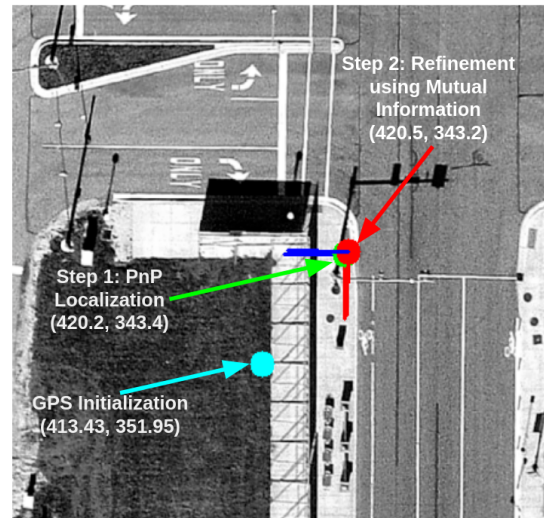 ONLY
Step 2: Refinement
using Mutual
Information
(420.5, 343.2)
ONLY
Step 1: PnP
Localization
(420.2, 343.4)
GPS Initialization
(413.43, 351.95)